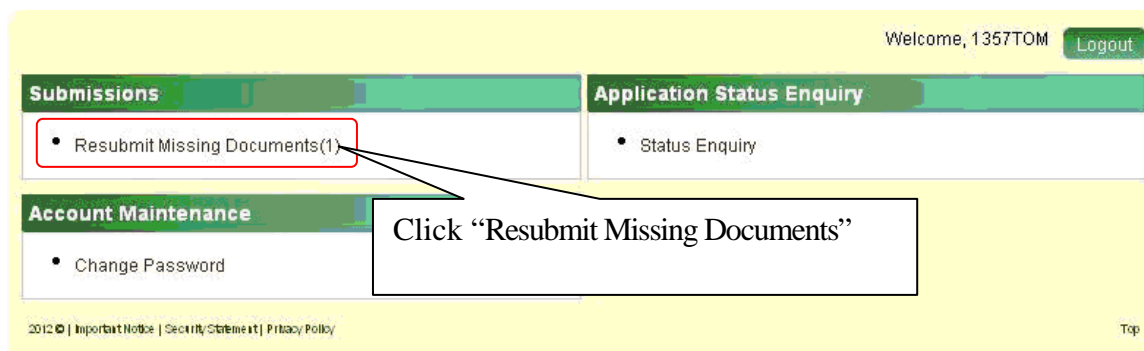 Welcome, 1357TOM Logout
Submissions
• Resubmit Missing Documents(1)
Application Status Enquiry
• Status Enquiry
Account Maintenance
• Change Password
Click “Resubmit Missing Documents”
2012 © | Important Notice | Security Statement | Privacy Policy
Top